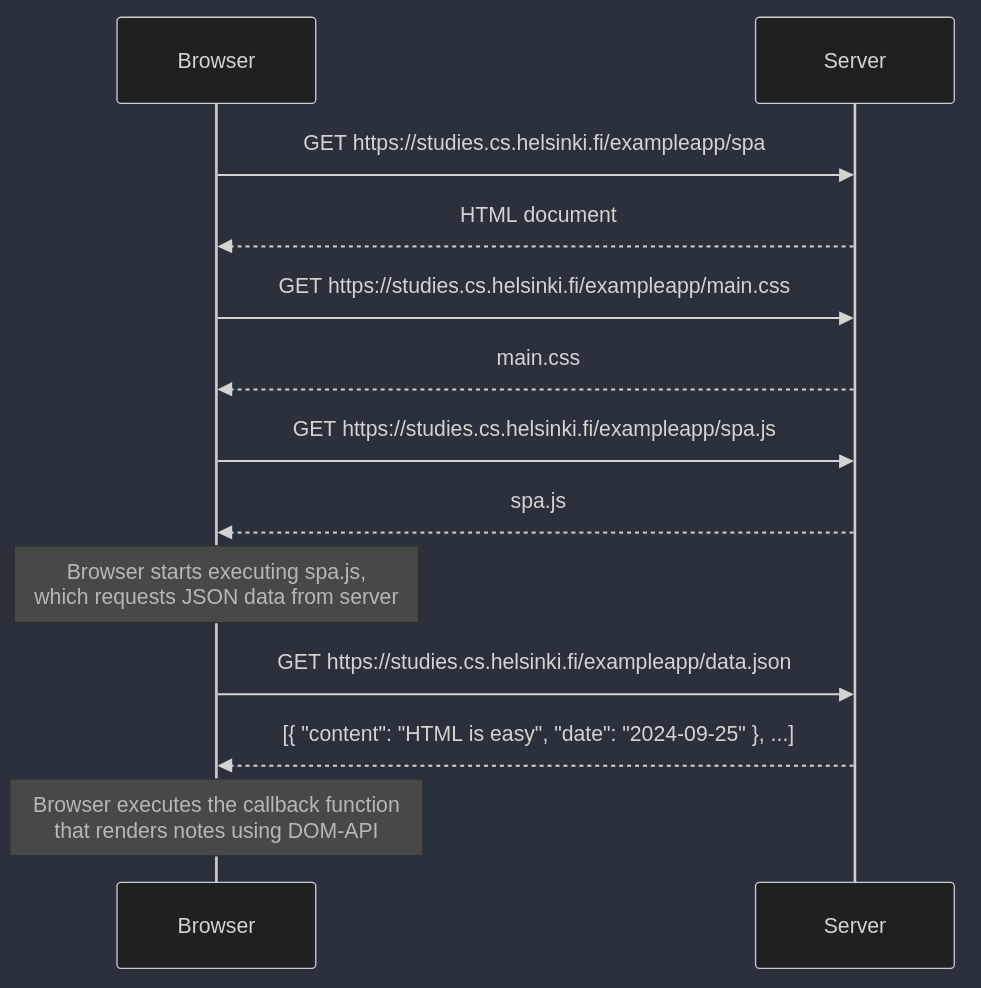 Browser
Server
GET https://studies.cs.helsinki.fi/exampleapp/spa
HTML document
GET https://studies.cs.helsinki.fi/exampleapp/main.css
main.css
GET https://studies.cs.helsinki.fi/exampleapp/spa.js
spa.js
Browser starts executing spa.js,
which requests JSON data from server
GET https://studies.cs.helsinki.fi/exampleapp/data.json
[{ "content": "HTML is easy", "date": "2024-09-25" }, ...]
Browser executes the callback function
that renders notes using DOM-API
Browser
Server